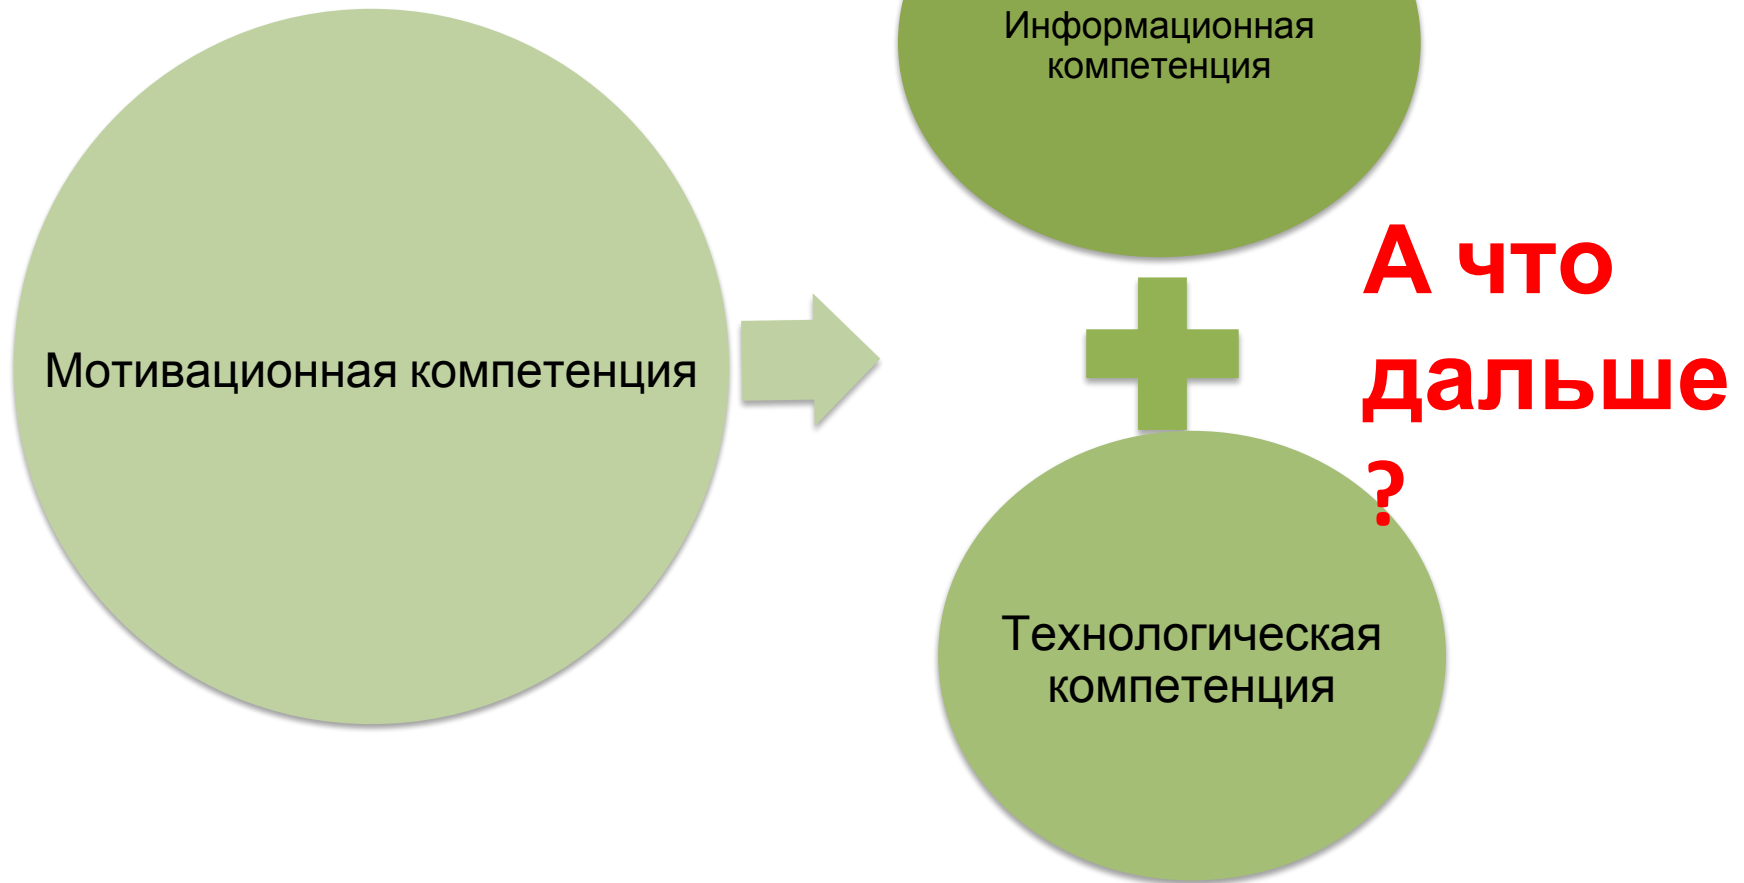 Информационная
компетенция
Мотивационная компетенция
А что
дальше
?
Технологическая
компетенция